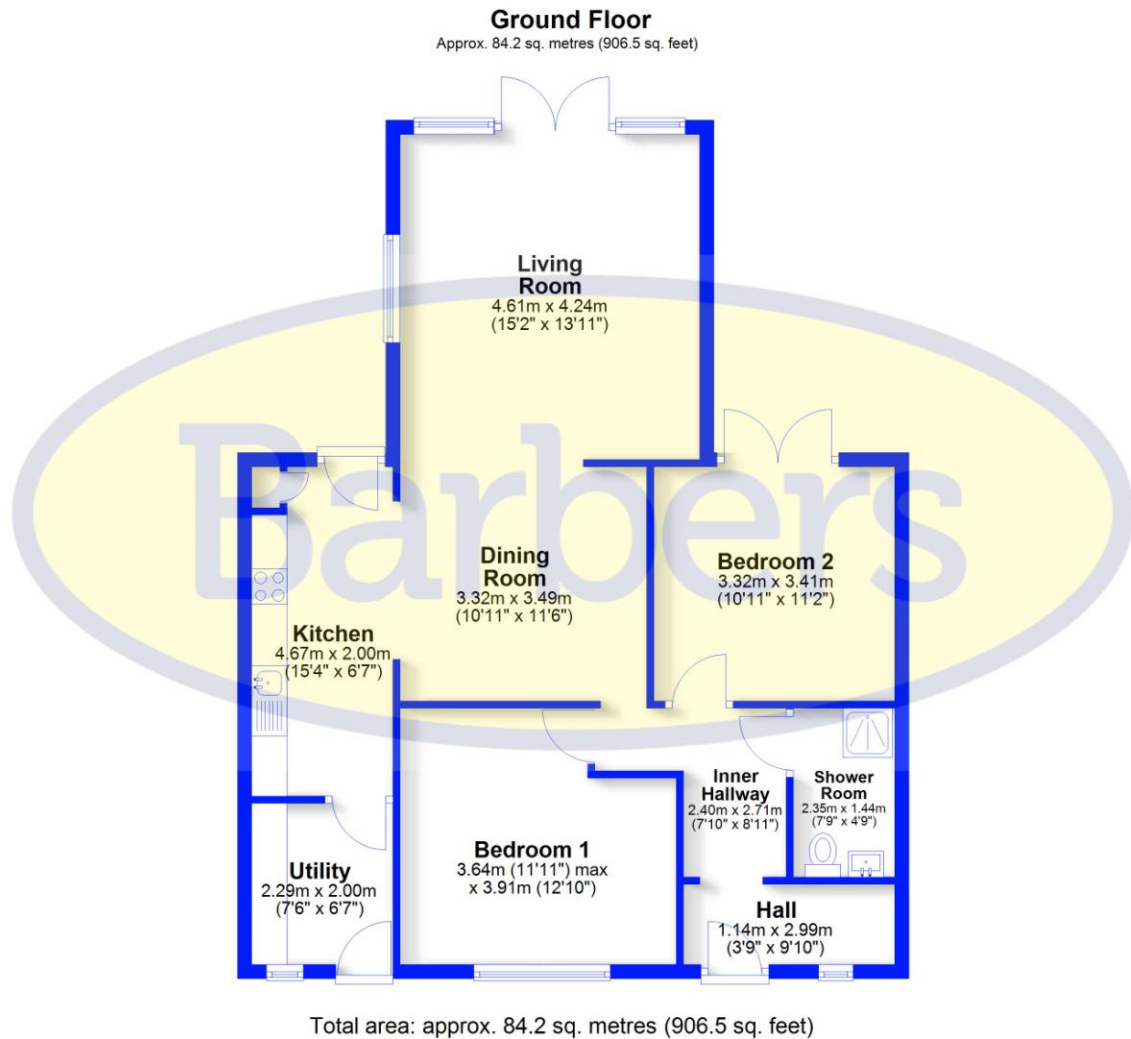 Ground Floor
Approx. 84.2 sq. metres (906.5 sq. feet)
Living
Room
4.61m x 4.24m
(15'2" x 13'11")
Barbers
Dining
Room
3.32m x 3.49m
(10'11" x 11'6")
Bedroom 2
3.32m x 3.41m
(10'11" x 11'2")
Kitchen
4.67m x 2.00m
(15'4" x 6'7")
Inner
Hallway
2.40m x 2.71m
(7'10" x 8'11")
Shower
Room
2.35m x 1.44m
(7'9" x 4'9")
Bedroom 1
3.64m (11'11") max
x 3.91m (12'10")
Utility
2.29m x 2.00m
(7'6" x 6'7")
Hall
1.14m x 2.99m
(3'9" x 9'10")
Total area: approx. 84.2 sq. metres (906.5 sq. feet)